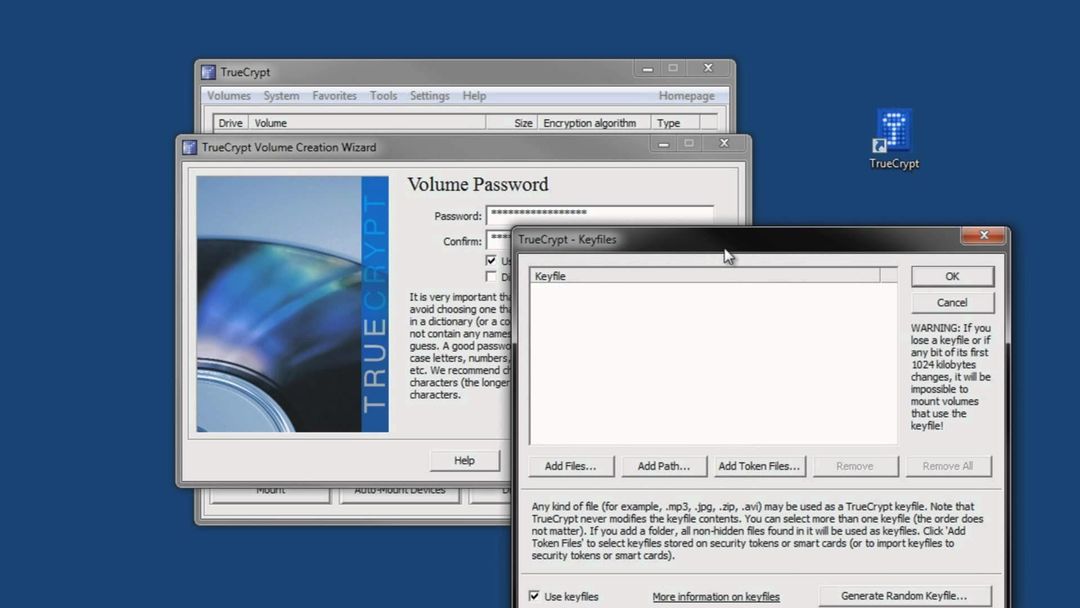 TrueCrypt
Volumes System Favorites Tools Settings Help Homepage
Drive Volume Size Encryption algorithm Type
TrueCrypt
TrueCrypt Volume Creation Wizard
TRUECRYPT
Volume Password
Password: *****************
Confirm: ****
It is very important
avoid choosing one
in a dictionary (or a
not contain any names
guess. A good
case letters, numbers,
etc. We recommend
characters (the longer
characters.
Help
Mount Auto-Mount Devices
TrueCrypt - Keyfiles
Keyfile
OK
Cancel
WARNING: If you
lose a keyfile or if
any bit of its first
1024 kilobytes
changes, it will be
impossible to
mount volumes
that use the
keyfile!
Add Files... Add Path... Add Token Files... Remove Remove All
Any kind of file (for example, .mp3, .jpg, .zip, .avi) may be used as a TrueCrypt keyfile. Note that
TrueCrypt never modifies the keyfile contents. You can select more than one keyfile (the order does
not matter). If you add a folder, all non-hidden files found in it will be used as keyfiles. Click 'Add
Token Files' to select keyfiles stored on security tokens or smart cards (or to import keyfiles to
security tokens or smart cards).
Use keyfiles More information on keyfiles Generate Random Keyfile...